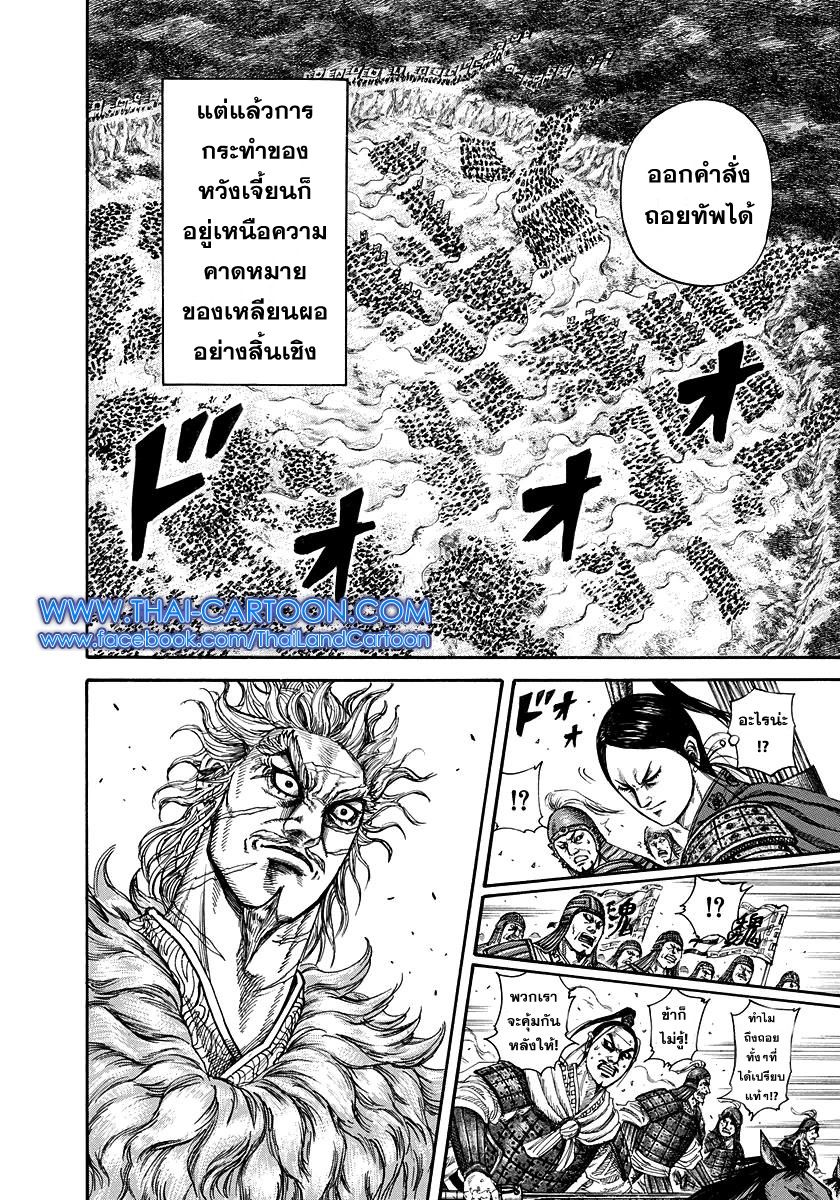 ออกคำสั่ง
ถอยทัพได้
แต่แล้วการ
กระทำของ
หวังเจี้ยนก็
อยู่เหนือความ
คาดหมาย
ของเหลียนผอ
อย่างสิ้นเชิง
ドォォォ
WWW.THAI-CARTOON.COM
www.facebook.com/ThaiLandCartoon
อะไรน่ะ
!?
ドォォ
!?
!?
魂
魏
ทำไม
ถึงถอย
ทั้งๆที่
ได้เปรียบ
แท้ๆ!?
ข้าก็
ไม่รู้!
พวกเรา
จะคุ้มกัน
หลังให้!